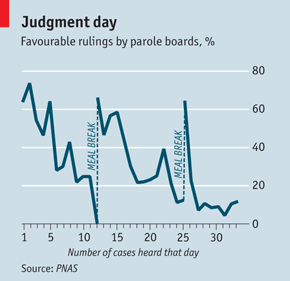 Judgment day
Favourable rulings by parole boards, %
80
60
40
20
0
MEAL BREAK
MEAL BREAK
1 5 10 15 20 25 30
Number of cases heard that day
Source: PNAS